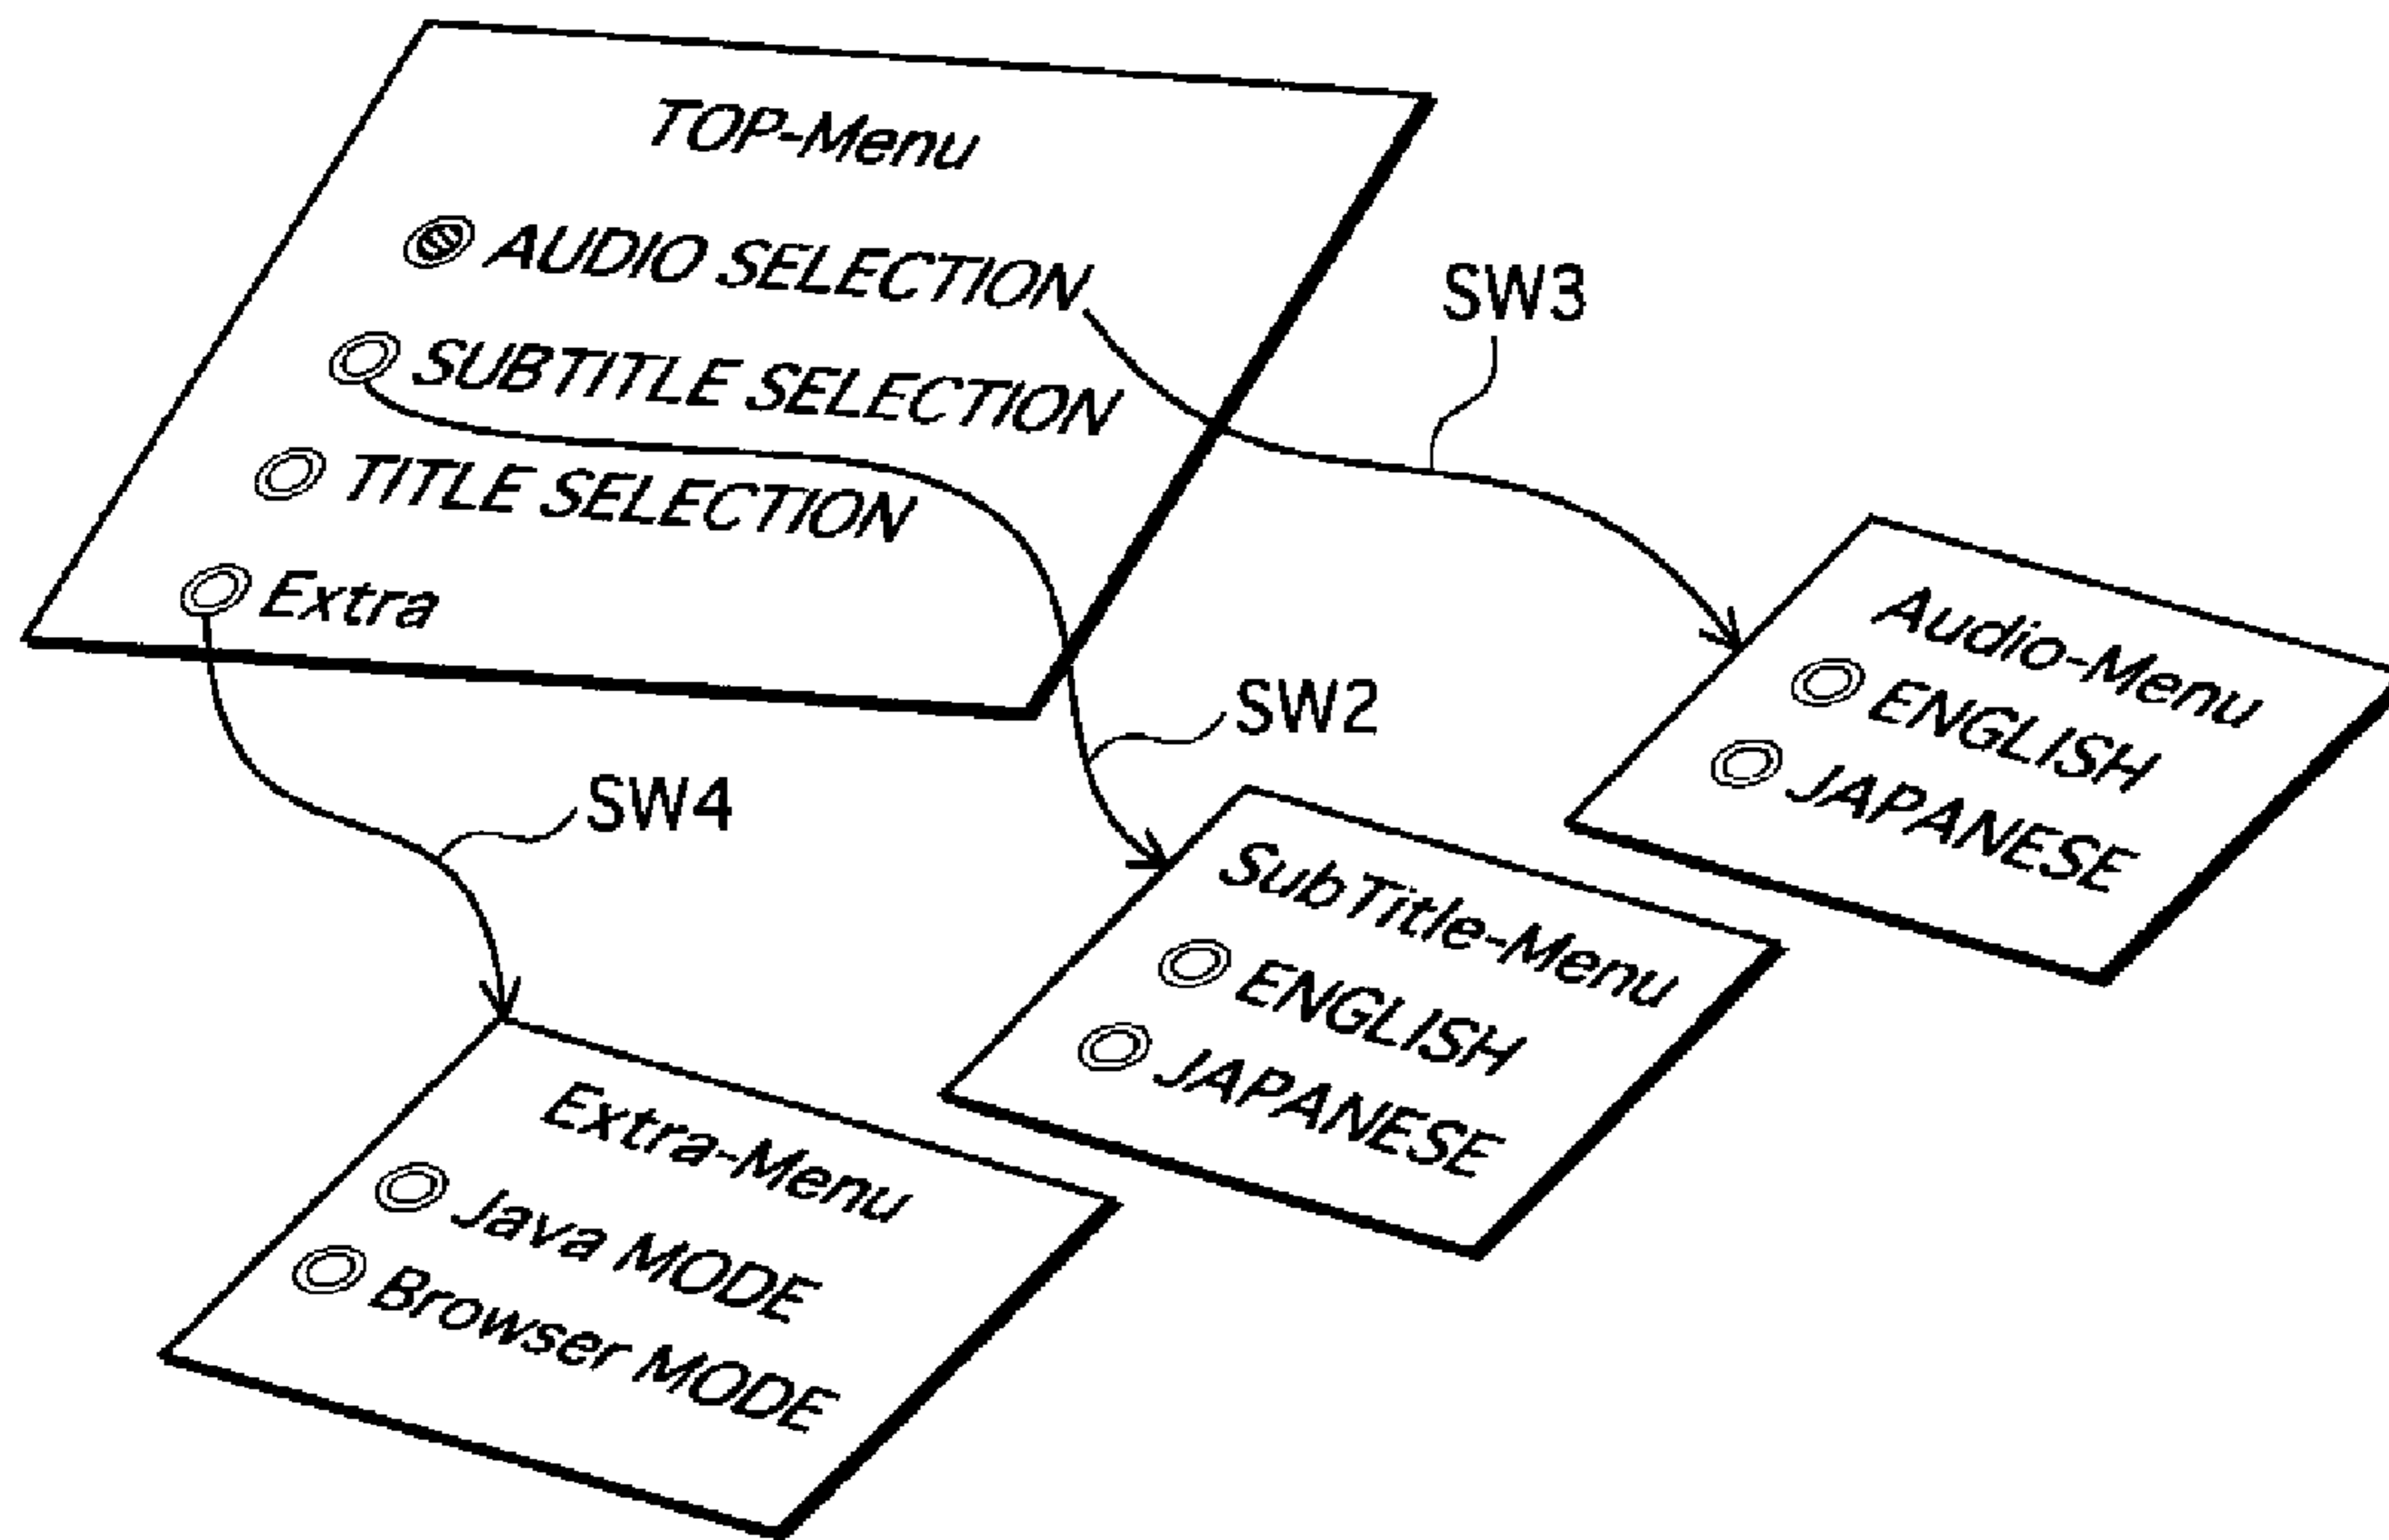 TOP-Menu
AUDIO SELECTION
SUBTITLE SELECTION
TITLE SELECTION
Extra
SW3
SW2
SW4
Audio-Menu
ENGLISH
JAPANESE
SubTitle-Menu
ENGLISH
JAPANESE
Extra-Menu
Java MODE
Browser MODE